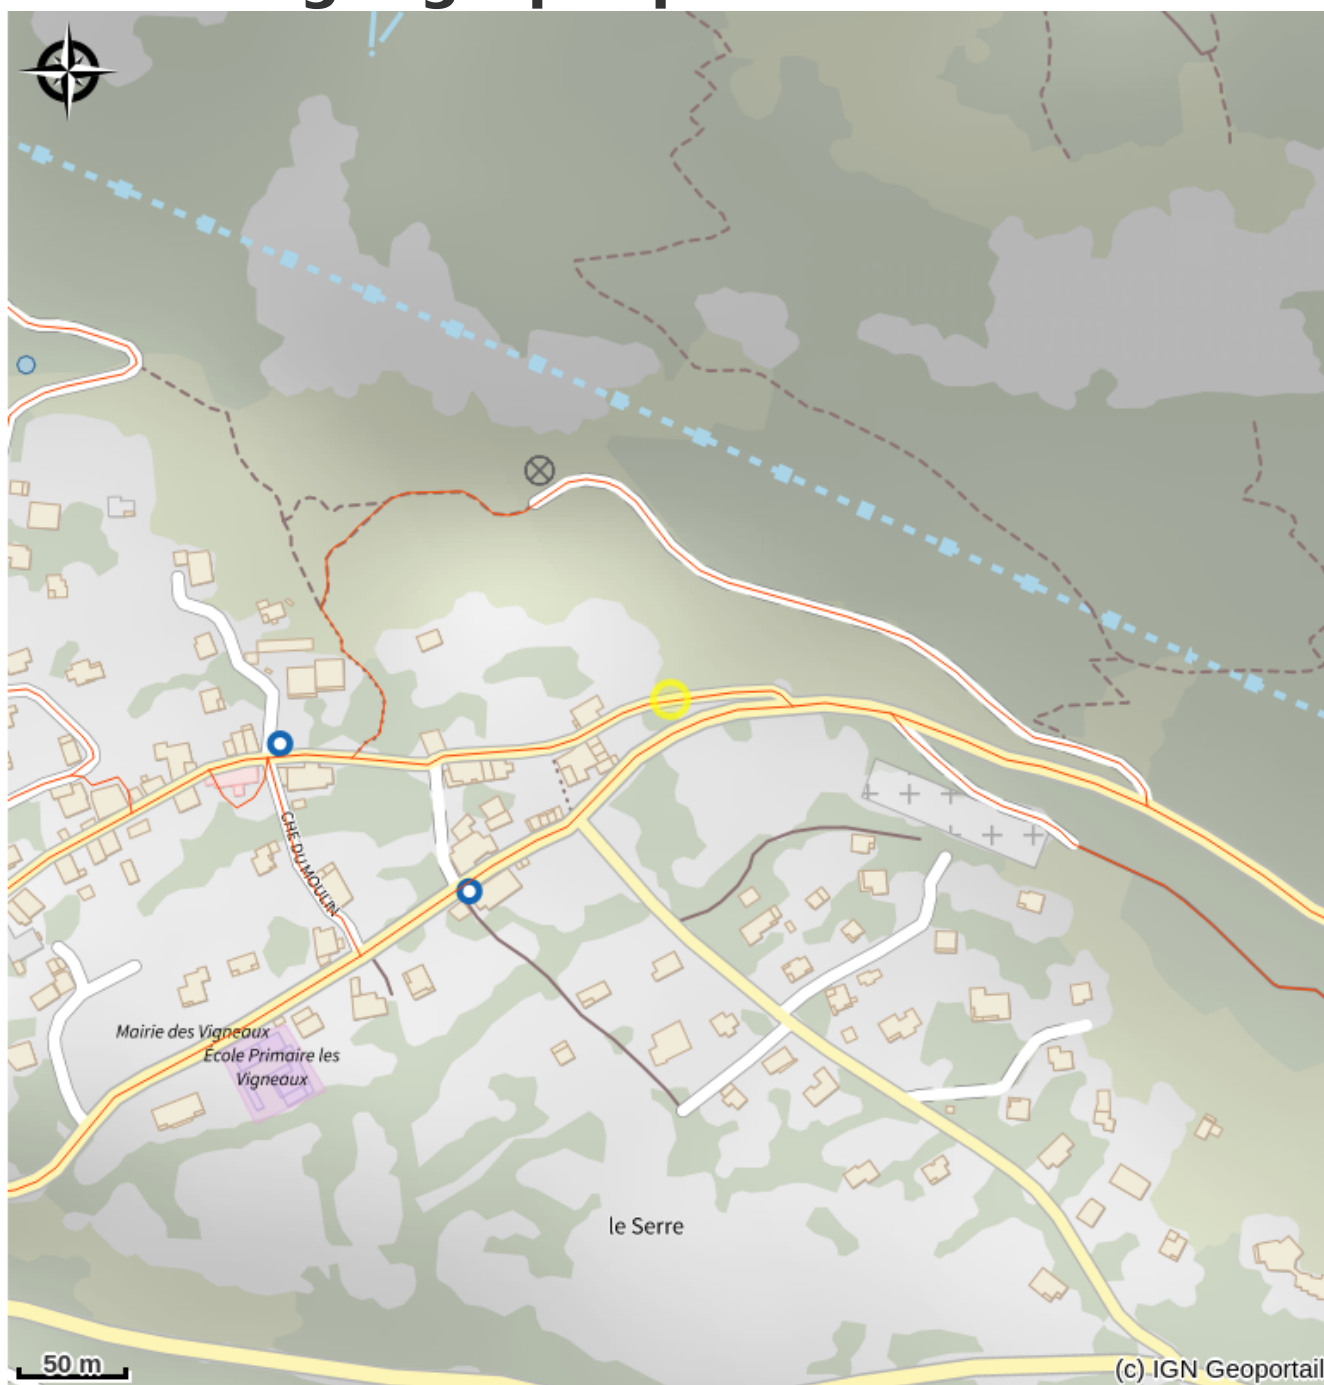 CHE DU MOULIN
Mairie des Vigneaux
Ecole Primaire les
Vigneaux
le Serre
50 m
(c) IGN Geoportail